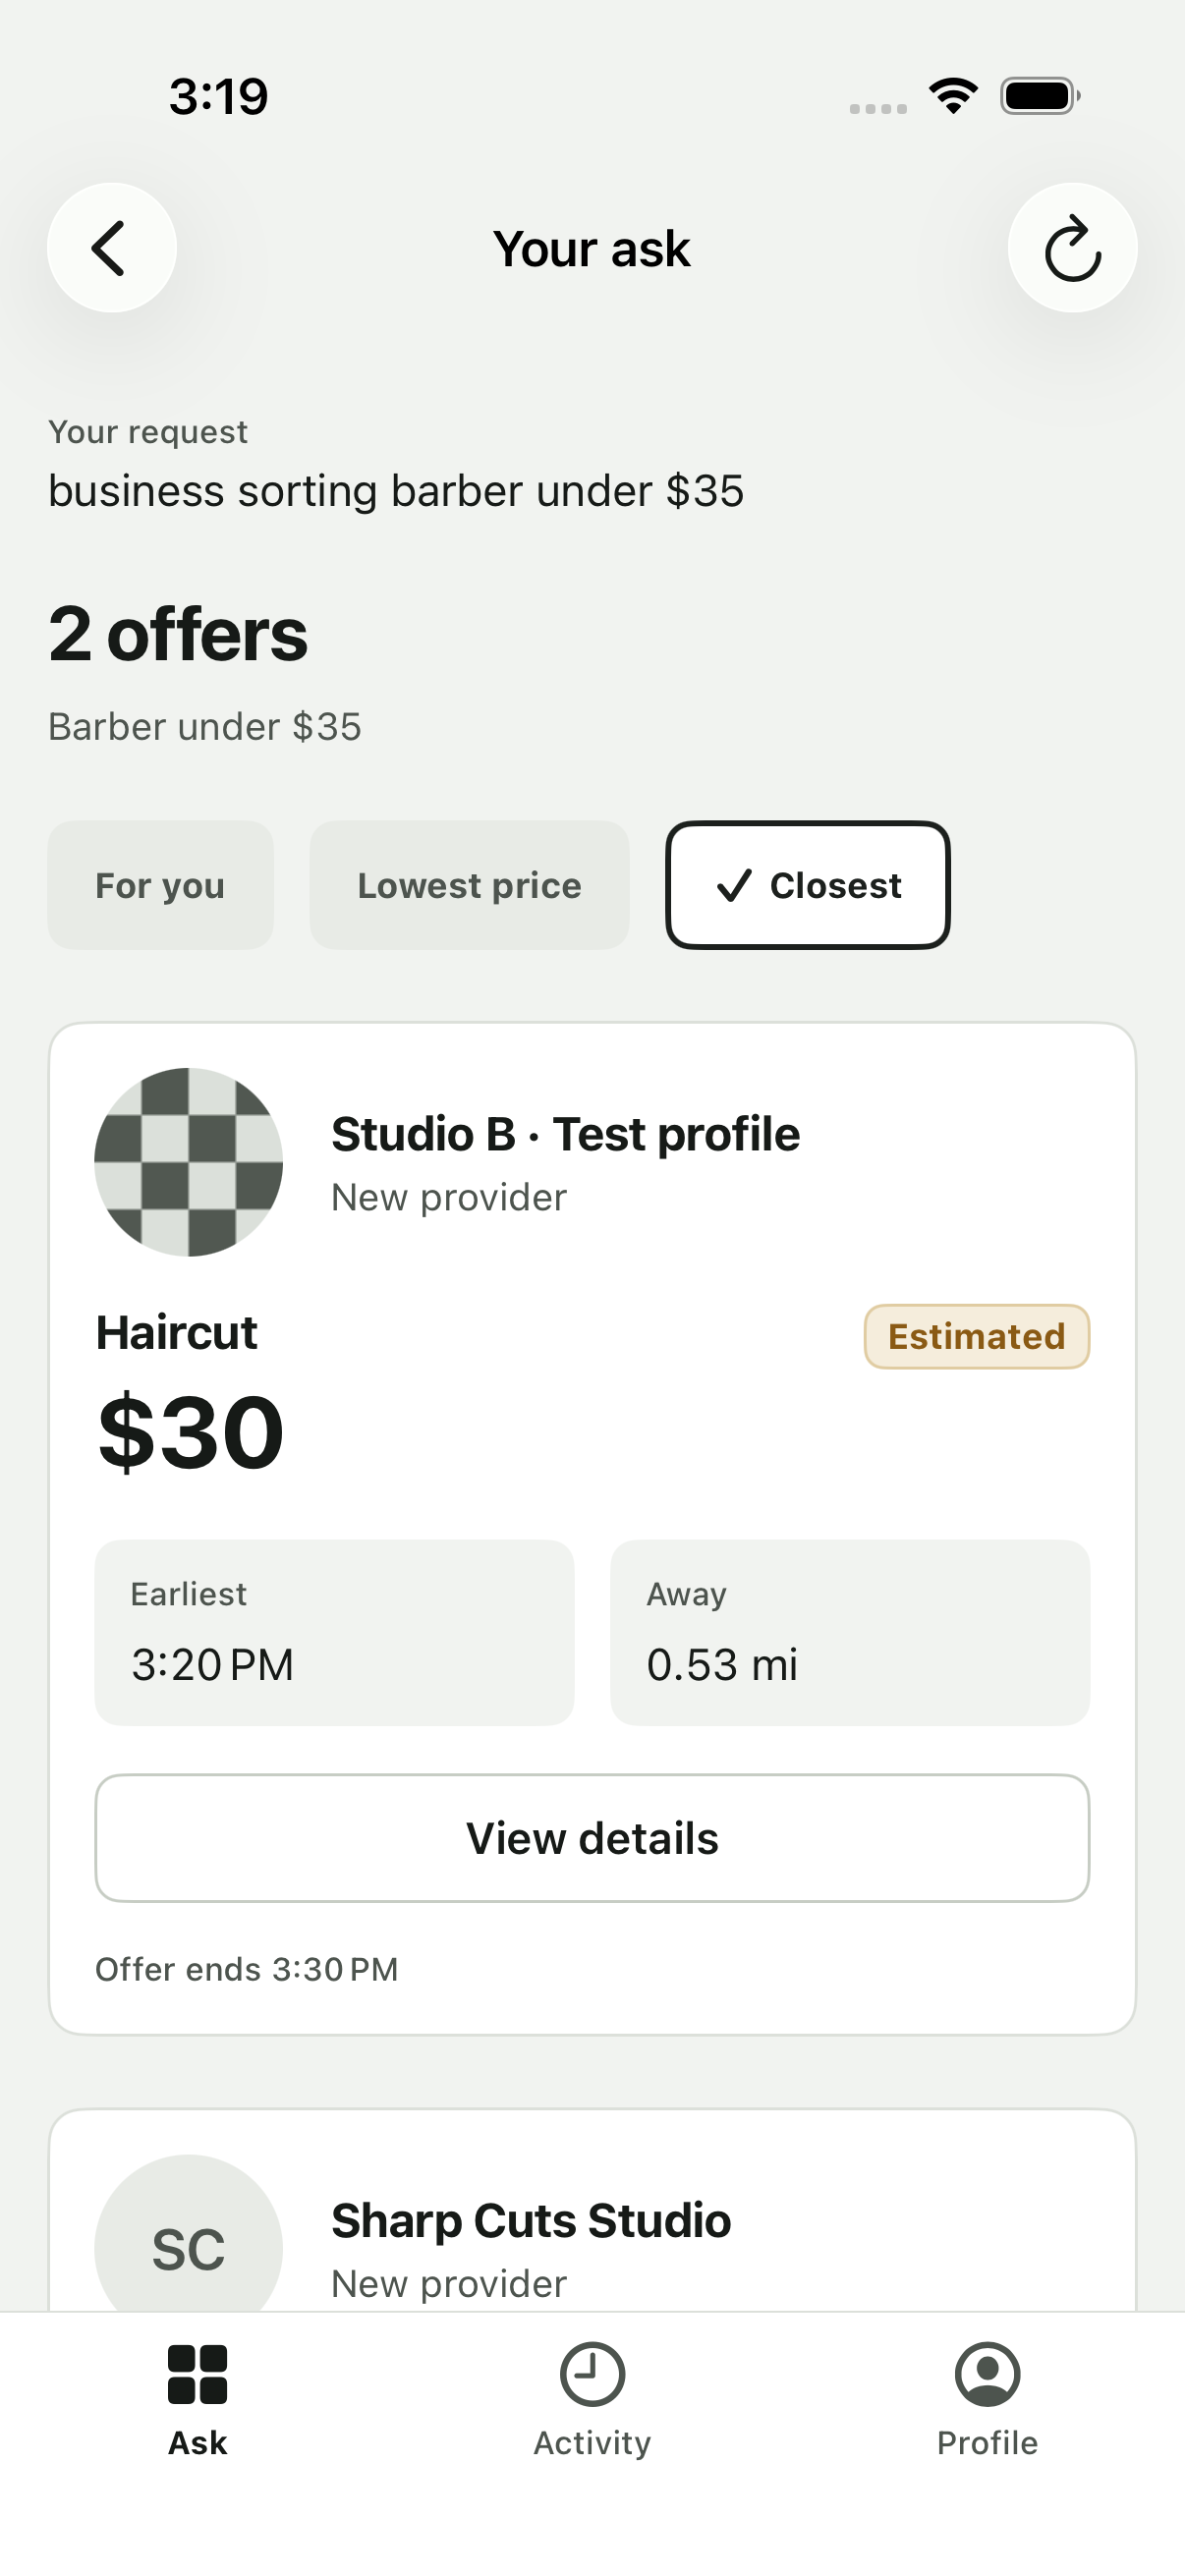 3:19
Your ask
Your request
business sorting barber under $35
2 offers
Barber under $35
For you
Lowest price
Closest
Studio B · Test profile
New provider
Haircut
Estimated
$30
Earliest
Away
3:20 PM
0.53 mi
View details
Offer ends 3:30 PM
SC
Sharp Cuts Studio
New provider
Ask
Activity
Profile